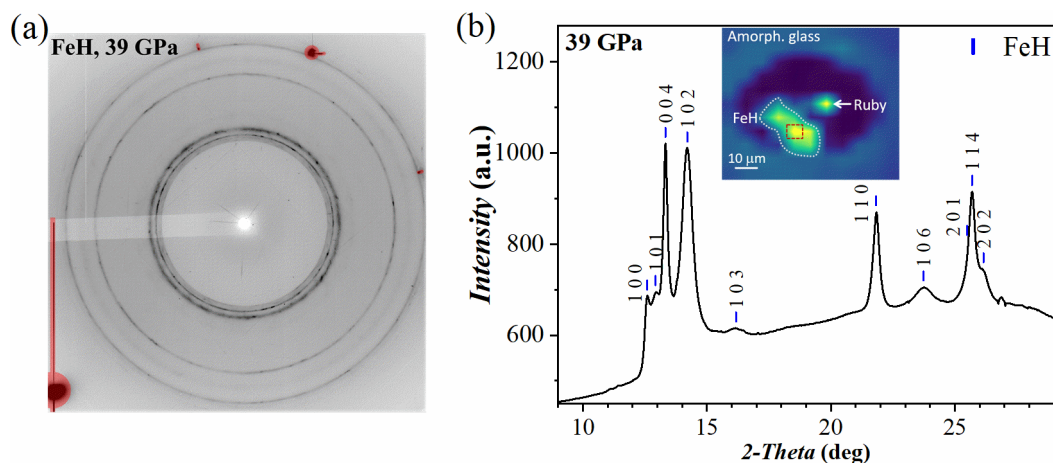 (a)
FeH, 39 GPa
(b)
39 GPa
FeH
Amorph. glass
Ruby
FeH
10 μm
1 0 0
1 0 1
0 0 4
1 0 2
1 0 3
1 1 0
1 0 6
2 0 1
1 1 4
2 0 2
Intensity (a.u.)
1200
1000
800
600
10
15
20
25
2-Theta (deg)